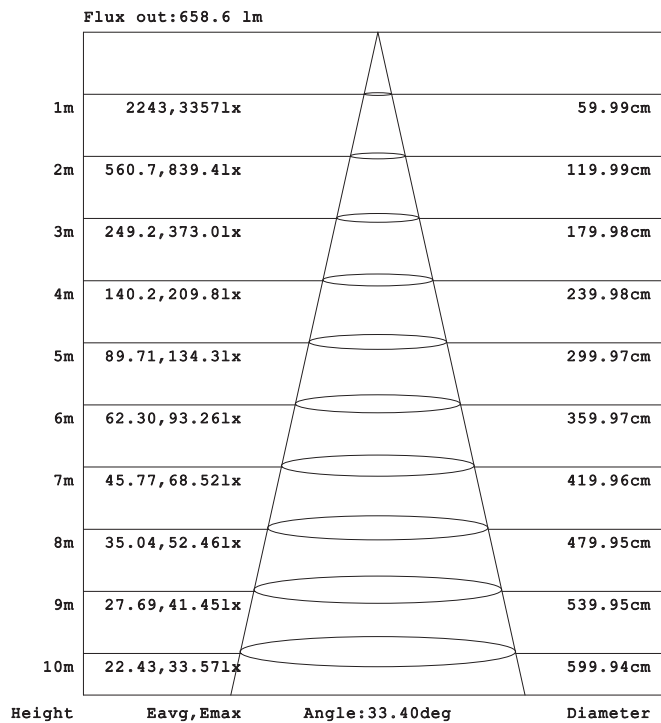 Flux out:658.6 lm
1m 2243,3357lx 59.99cm
2m 560.7,839.4lx 119.99cm
3m 249.2,373.0lx 179.98cm
4m 140.2,209.8lx 239.98cm
5m 89.71,134.3lx 299.97cm
6m 62.30,93.26lx 359.97cm
7m 45.77,68.52lx 419.96cm
8m 35.04,52.46lx 479.95cm
9m 27.69,41.45lx 539.95cm
10m 22.43,33.57lx 599.94cm
Height Eavg,Emax Angle:33.40deg Diameter